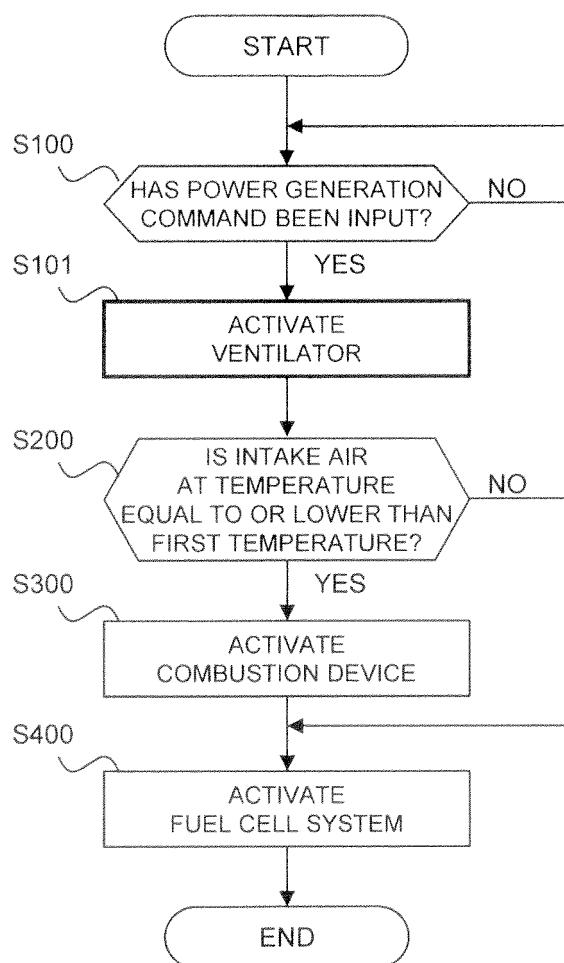 START
S100
HAS POWER GENERATION
COMMAND BEEN INPUT?
NO
YES
S101
ACTIVATE
VENTILATOR
S200
IS INTAKE AIR
AT TEMPERATURE
EQUAL TO OR LOWER THAN
FIRST TEMPERATURE?
NO
YES
S300
ACTIVATE
COMBUSTION DEVICE
S400
ACTIVATE
FUEL CELL SYSTEM
END